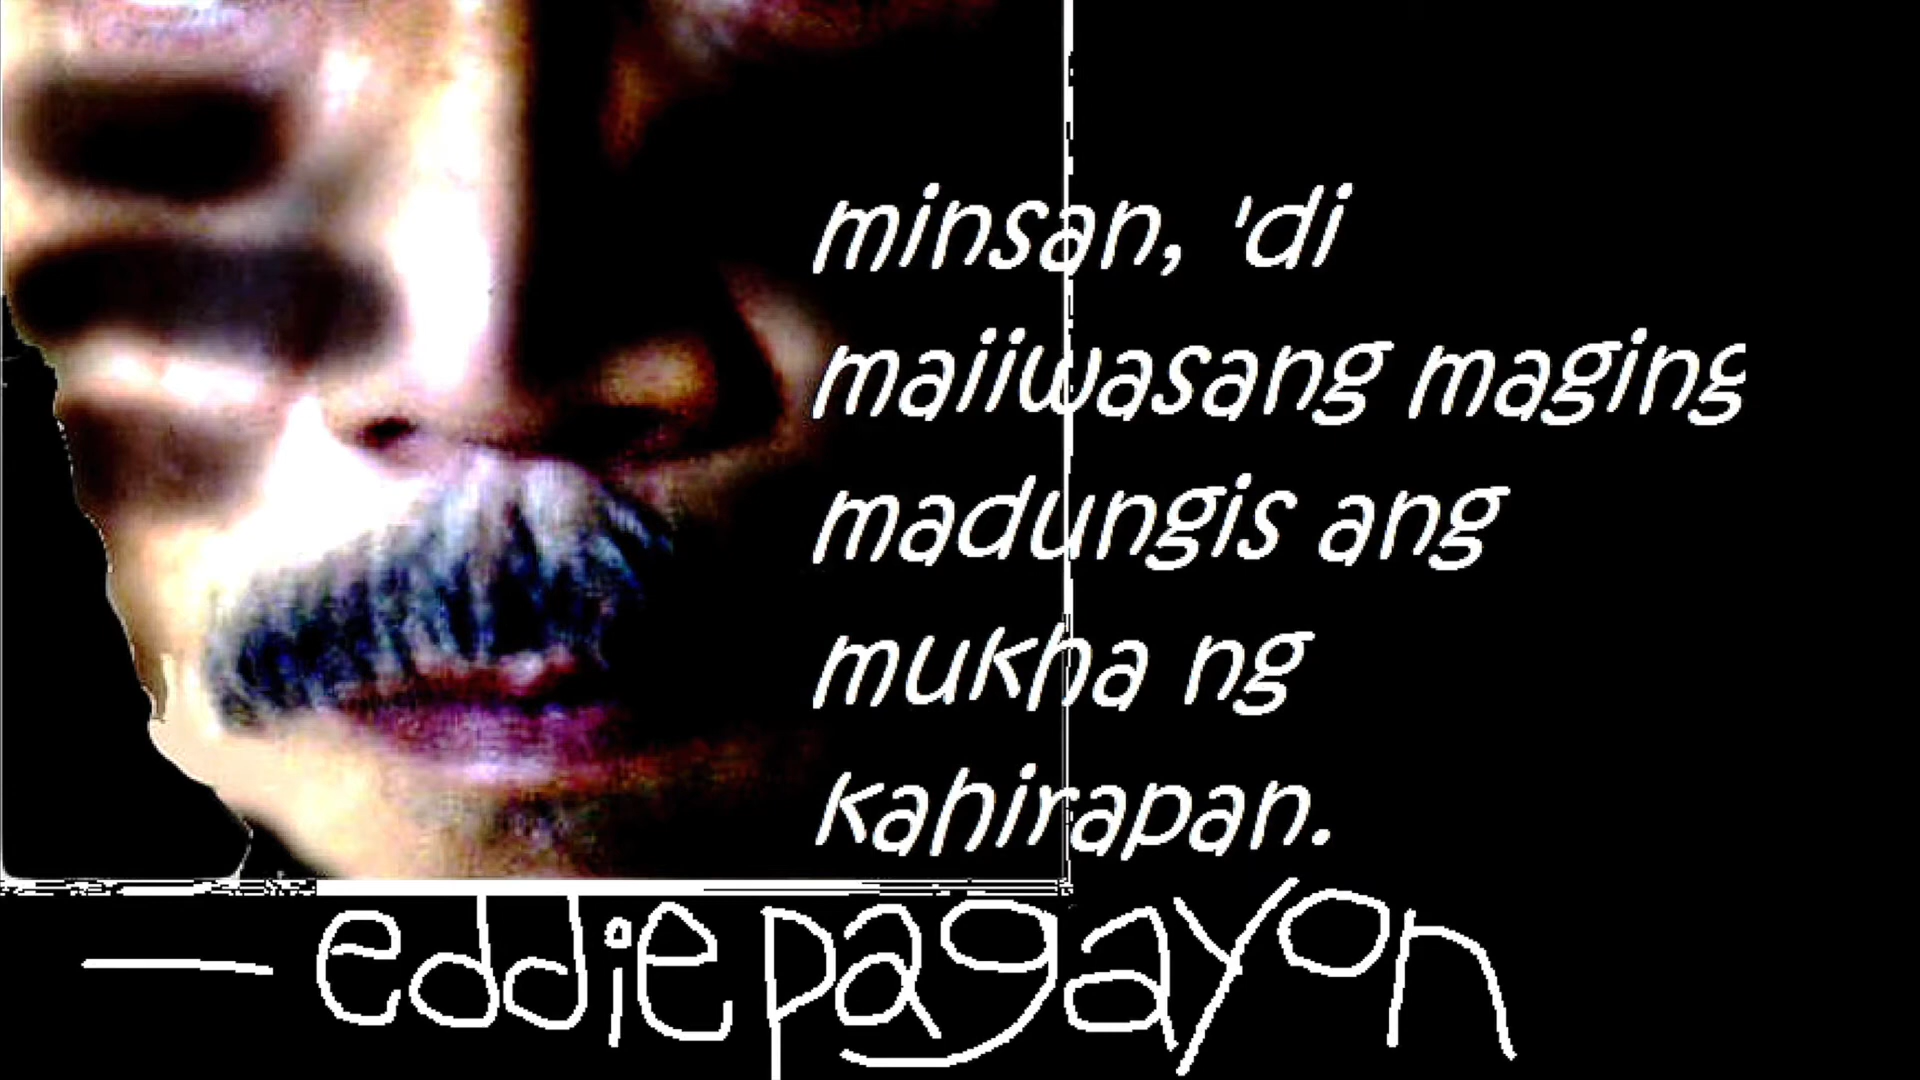 minsan, 'di
maiiwasang maging
madungis ang
mukha ng
kahirapan.
— eddie pagayon